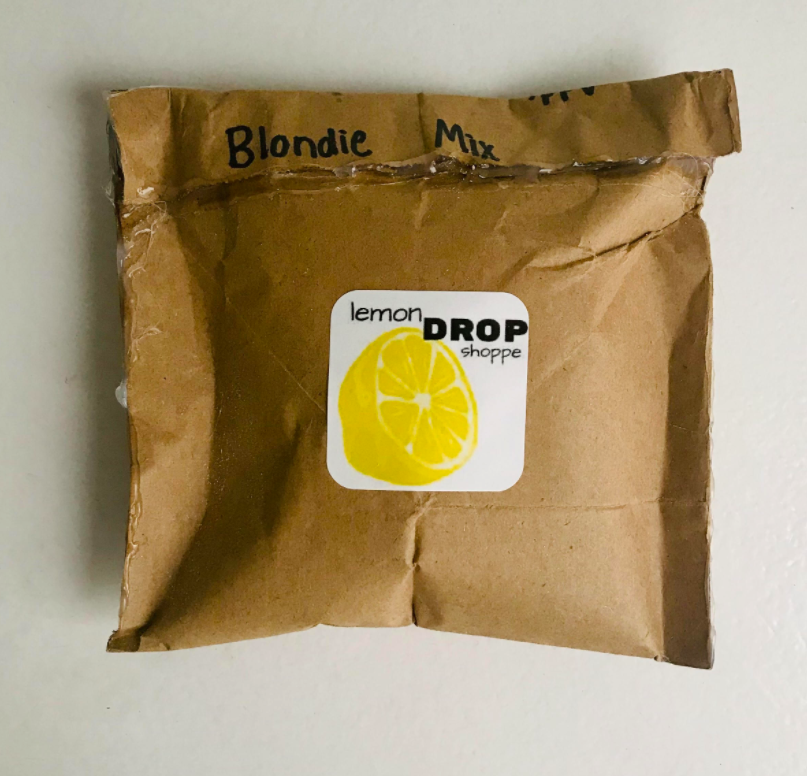 Blondie Mix
lemon
DROP
shoppe